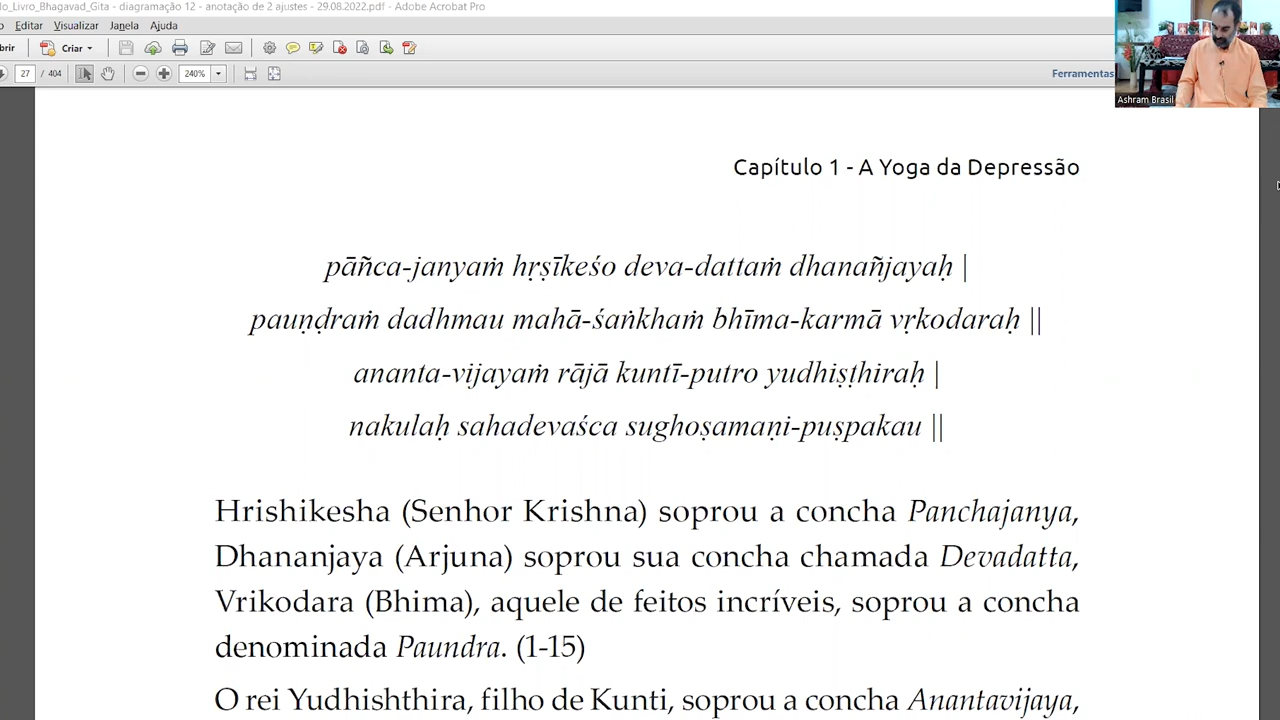 lo_Livro_Bhagavad_Gita - diagramação 12 - anotação de 2 ajustes - 29.08.2022.pdf - Adobe Acrobat Pro
Editar Visualizar Janela Ajuda
brir Criar
27 / 404 240% Ferramentas
Ashram Brasil
Capítulo 1 - A Yoga da Depressão
pāñca-janyaṁ hṛṣīkeśo deva-dattaṁ dhanañjayaḥ |
pauṇḍraṁ dadhmau mahā-śaṅkhaṁ bhīma-karmā vṛkodaraḥ ||
ananta-vijayaṁ rājā kuntī-putro yudhiṣṭhiraḥ |
nakulaḥ sahadevaśca sughoṣamaṇi-puṣpakau ||
Hrishikesha (Senhor Krishna) soprou a concha Panchajanya,
Dhananjaya (Arjuna) soprou sua concha chamada Devadatta,
Vrikodara (Bhima), aquele de feitos incríveis, soprou a concha
denominada Paundra. (1-15)
O rei Yudhishthira, filho de Kunti, soprou a concha Anantavijaya,